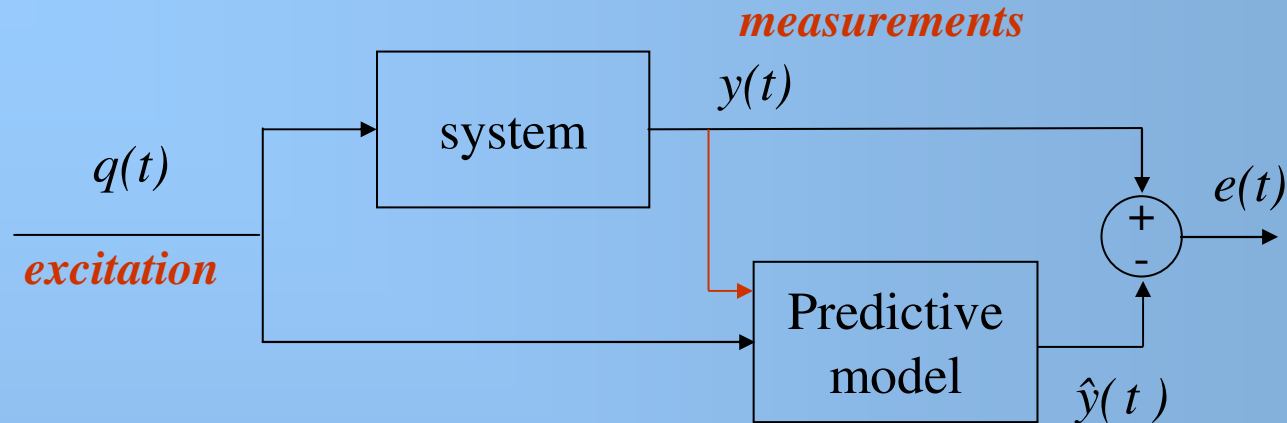 measurements
y(t)
system
q(t)
e(t)
+
-
excitation
Predictive
model
ŷ( t )